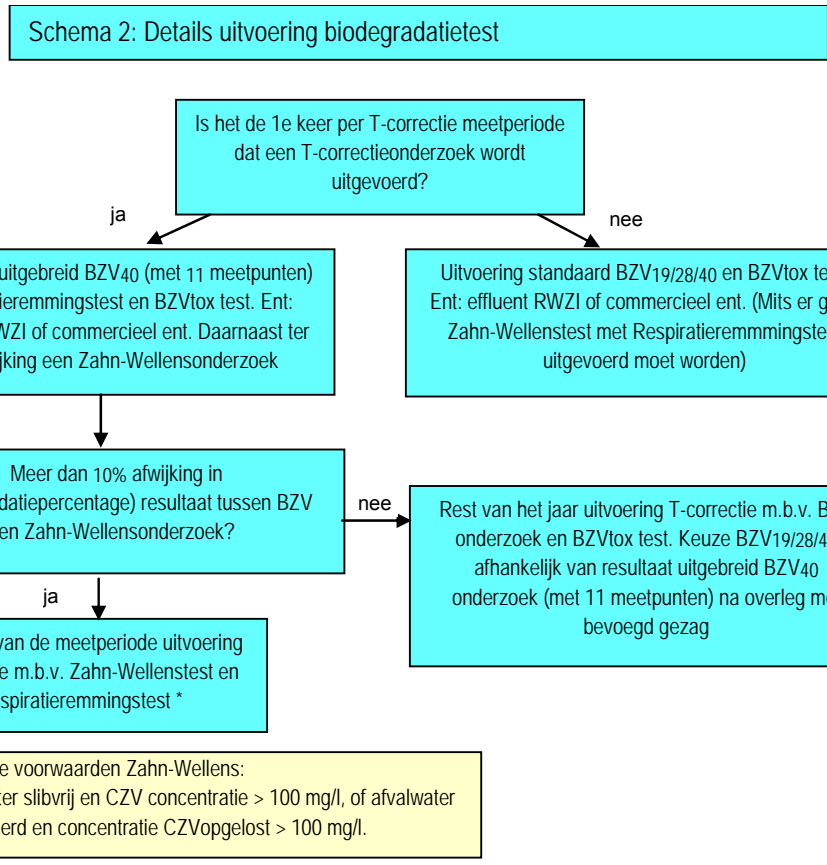 Schema 2: Details uitvoering biodegradatietest
Is het de 1e keer per T-correctie meetperiode
dat een T-correctieonderzoek wordt
uitgevoerd?
ja
nee
uitgebreid BZV40 (met 11 meetpunten)
ieremmingstest en BZVtox test. Ent:
WZI of commercieel ent. Daarnaast ter
jking een Zahn-Wellensonderzoek
Uitvoering standaard BZV19/28/40 en BZVtox te
Ent: effluent RWZI of commercieel ent. (Mits er g
Zahn-Wellenstest met Respiratieremmmingste
uitgevoerd moet worden)
Meer dan 10% afwijking in
datiepercentage) resultaat tussen BZV
en Zahn-Wellensonderzoek?
nee
Rest van het jaar uitvoering T-correctie m.b.v. B
onderzoek en BZVtox test. Keuze BZV19/28/4
afhankelijk van resultaat uitgebreid BZV40
onderzoek (met 11 meetpunten) na overleg me
bevoegd gezag
ja
van de meetperiode uitvoering
e m.b.v. Zahn-Wellenstest en
spiratieremmingstest *
e voorwaarden Zahn-Wellens:
ter slibvrij en CZV concentratie > 100 mg/l, of afvalwater
erd en concentratie CZVopgelost > 100 mg/l.